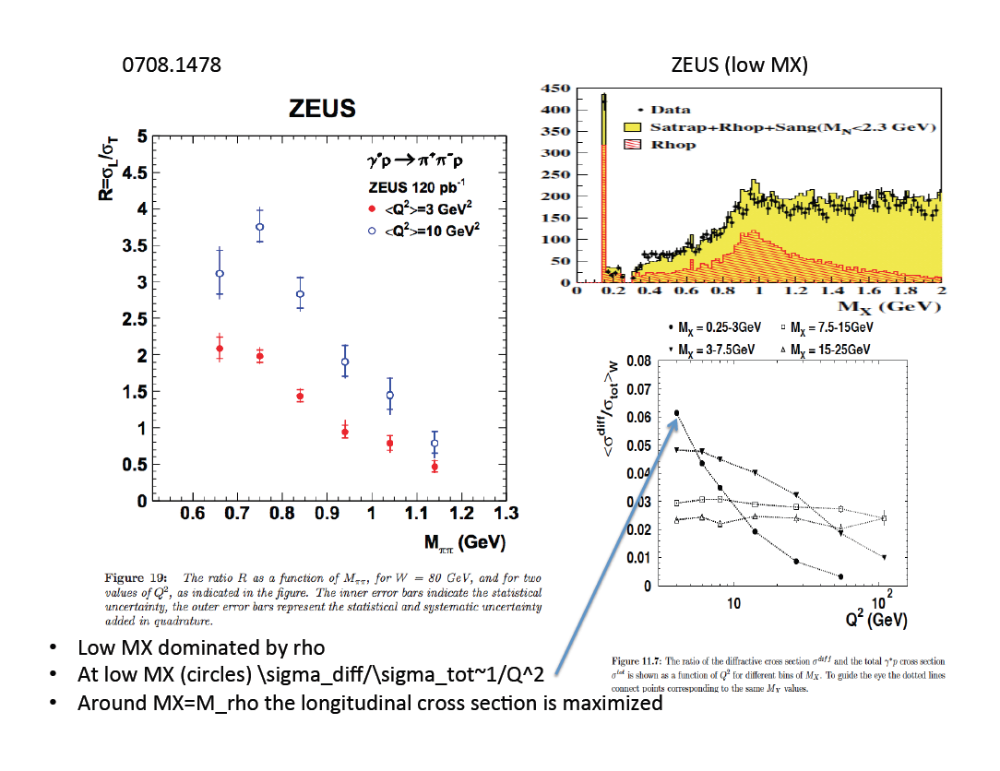 0708.1478
ZEUS (low MX)
ZEUS
R=σL/σT
5
4.5
4
3.5
3
2.5
2
1.5
1
0.5
0
γ*p → π⁺π⁻p
ZEUS 120 pb⁻¹
<Q²>=3 GeV²
<Q²>=10 GeV²
0.6 0.7 0.8 0.9 1 1.1 1.2 1.3
Mππ (GeV)
Figure 19: The ratio R as a function of Mππ, for W = 80 GeV, and for two
values of Q², as indicated in the figure. The inner error bars indicate the statistical
uncertainty, the outer error bars represent the statistical and systematic uncertainty
added in quadrature.
450
400
350
300
250
200
150
100
50
0
Data
Satrap+Rhop+Sang(MN<2.3 GeV)
Rhop
0 0.2 0.4 0.6 0.8 1 1.2 1.4 1.6 1.8 2
MX (GeV)
MX = 0.25-3GeV MX = 7.5-15GeV
MX = 3-7.5GeV MX = 15-25GeV
<σdiff/σtot>W
0.08
0.07
0.06
0.05
0.04
0.03
0.02
0.01
0
10 10²
Q² (GeV)
Figure 11.7: The ratio of the diffractive cross section σdiff and the total γ*p cross section
σtot is shown as a function of Q² for different bins of MX. To guide the eye the dotted lines
connect points corresponding to the same MX values.
• Low MX dominated by rho
• At low MX (circles) \sigma_diff/\sigma_tot~1/Q^2
• Around MX=M_rho the longitudinal cross section is maximized